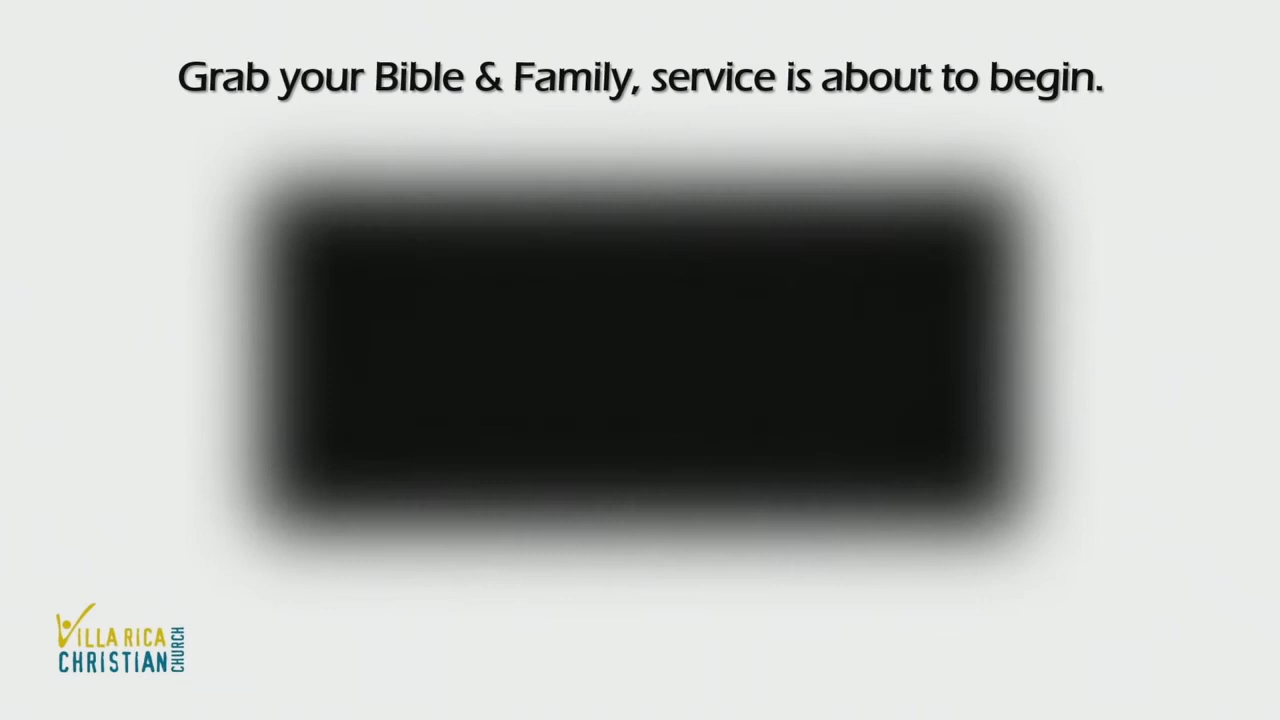 Grab your Bible & Family, service is about to begin.
VILLA RICA
CHRISTIAN
CHURCH